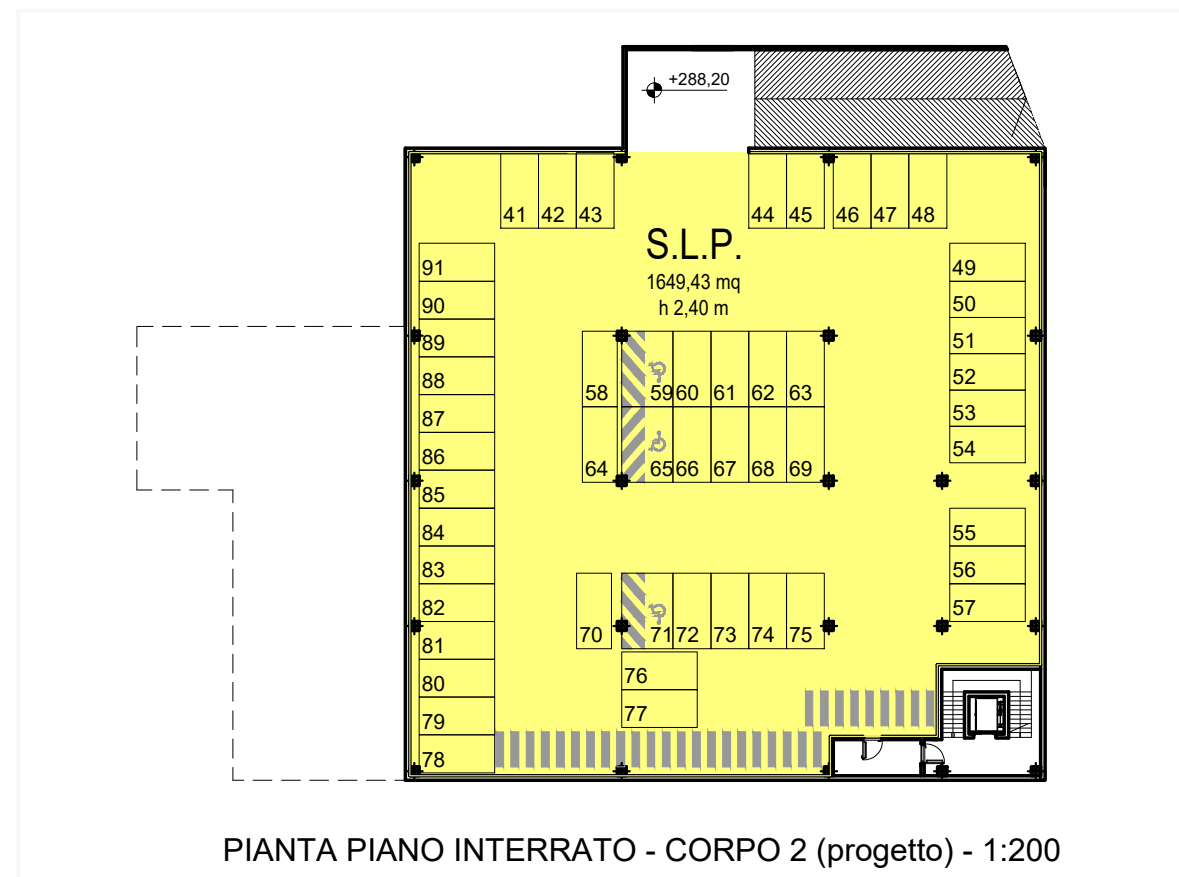 +288,20
41 42 43 44 45 46 47 48
S.L.P.
1649,43 mq
h 2,40 m
91 49
90 50
89 51
88 52
58 59 60 61 62 63
87 53
86 54
64 65 66 67 68 69
85
84 55
83 56
82 57
70 71 72 73 74 75
81
80 76
79 77
78
PIANTA PIANO INTERRATO - CORPO 2 (progetto) - 1:200